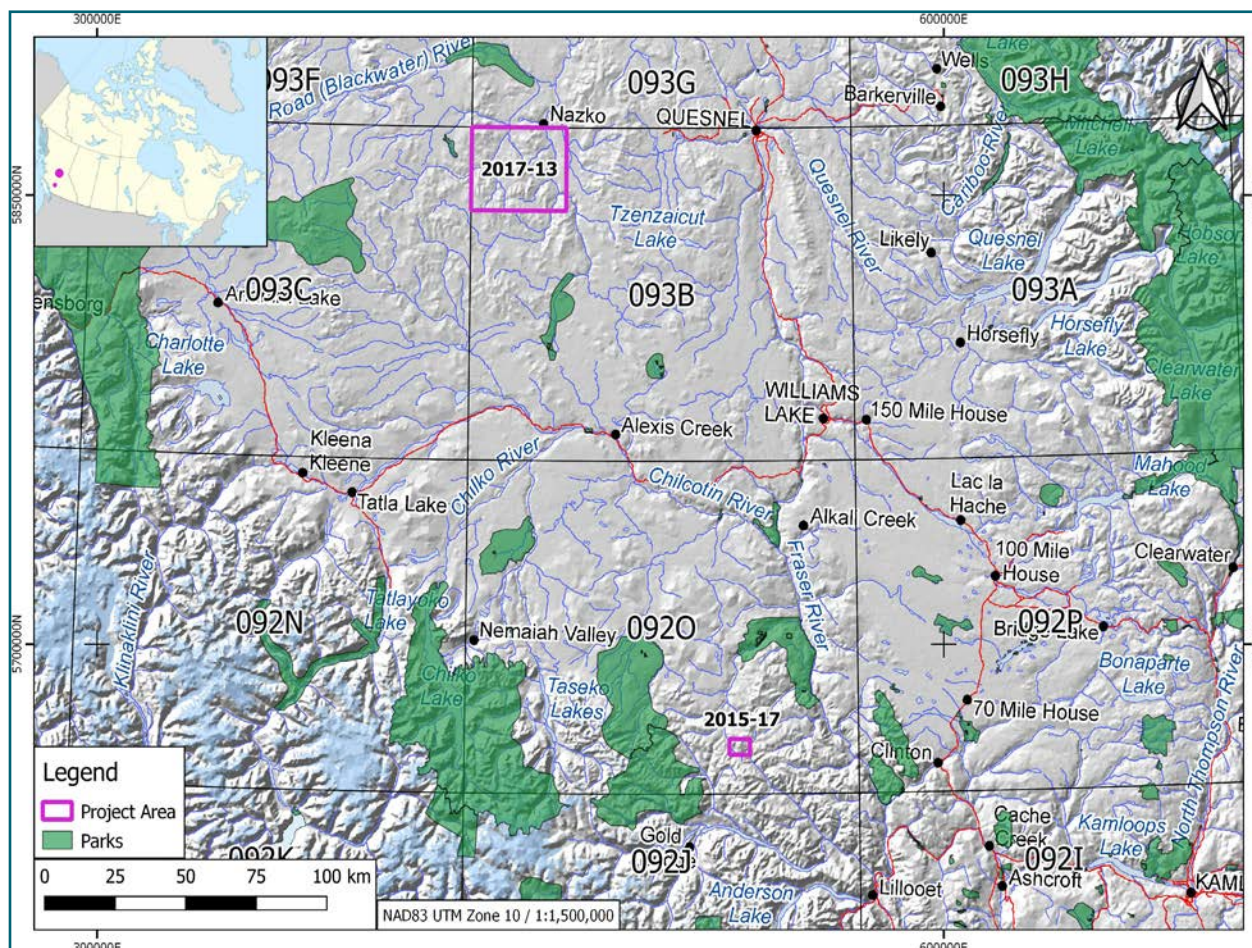 300000E
600000E
093F
Road (Blackwater) River
093G
Wells
Lake
093H
Barkerville
Nazko
QUESNEL
Mitchell
Lake
2017-13
5850000N
Quesnel River
Cariboo River
Tzenzaicut
Lake
Likely
Quesnel
Lake
093C
Lake
093B
093A
Charlotte
Lake
Horsefly
Horsefly
Lake
Clearwater
Lake
WILLIAMS
LAKE
150 Mile House
Kleena
Kleene
Alexis Creek
Chilko River
Tatla Lake
Chilcotin River
Lac la
Hache
Mahood
Lake
Alkali Creek
100 Mile
House
Clearwater
Klinaklini River
Tatlayoko
Lake
Fraser River
092N
Nemaiah Valley
092O
092P
Bridge Lake
5700000N
Chilko
Lake
Taseko
Lakes
Bonaparte
Lake
2015-17
70 Mile House
North Thompson River
Clinton
Legend
Project Area
Parks
Cache
Creek
Kamloops
Lake
Gold
092K
092J
092I
0 25 50 75 100 km
Anderson
Lake
Lillooet
Ashcroft
KAML
NAD83 UTM Zone 10 / 1:1,500,000
300000E
600000E